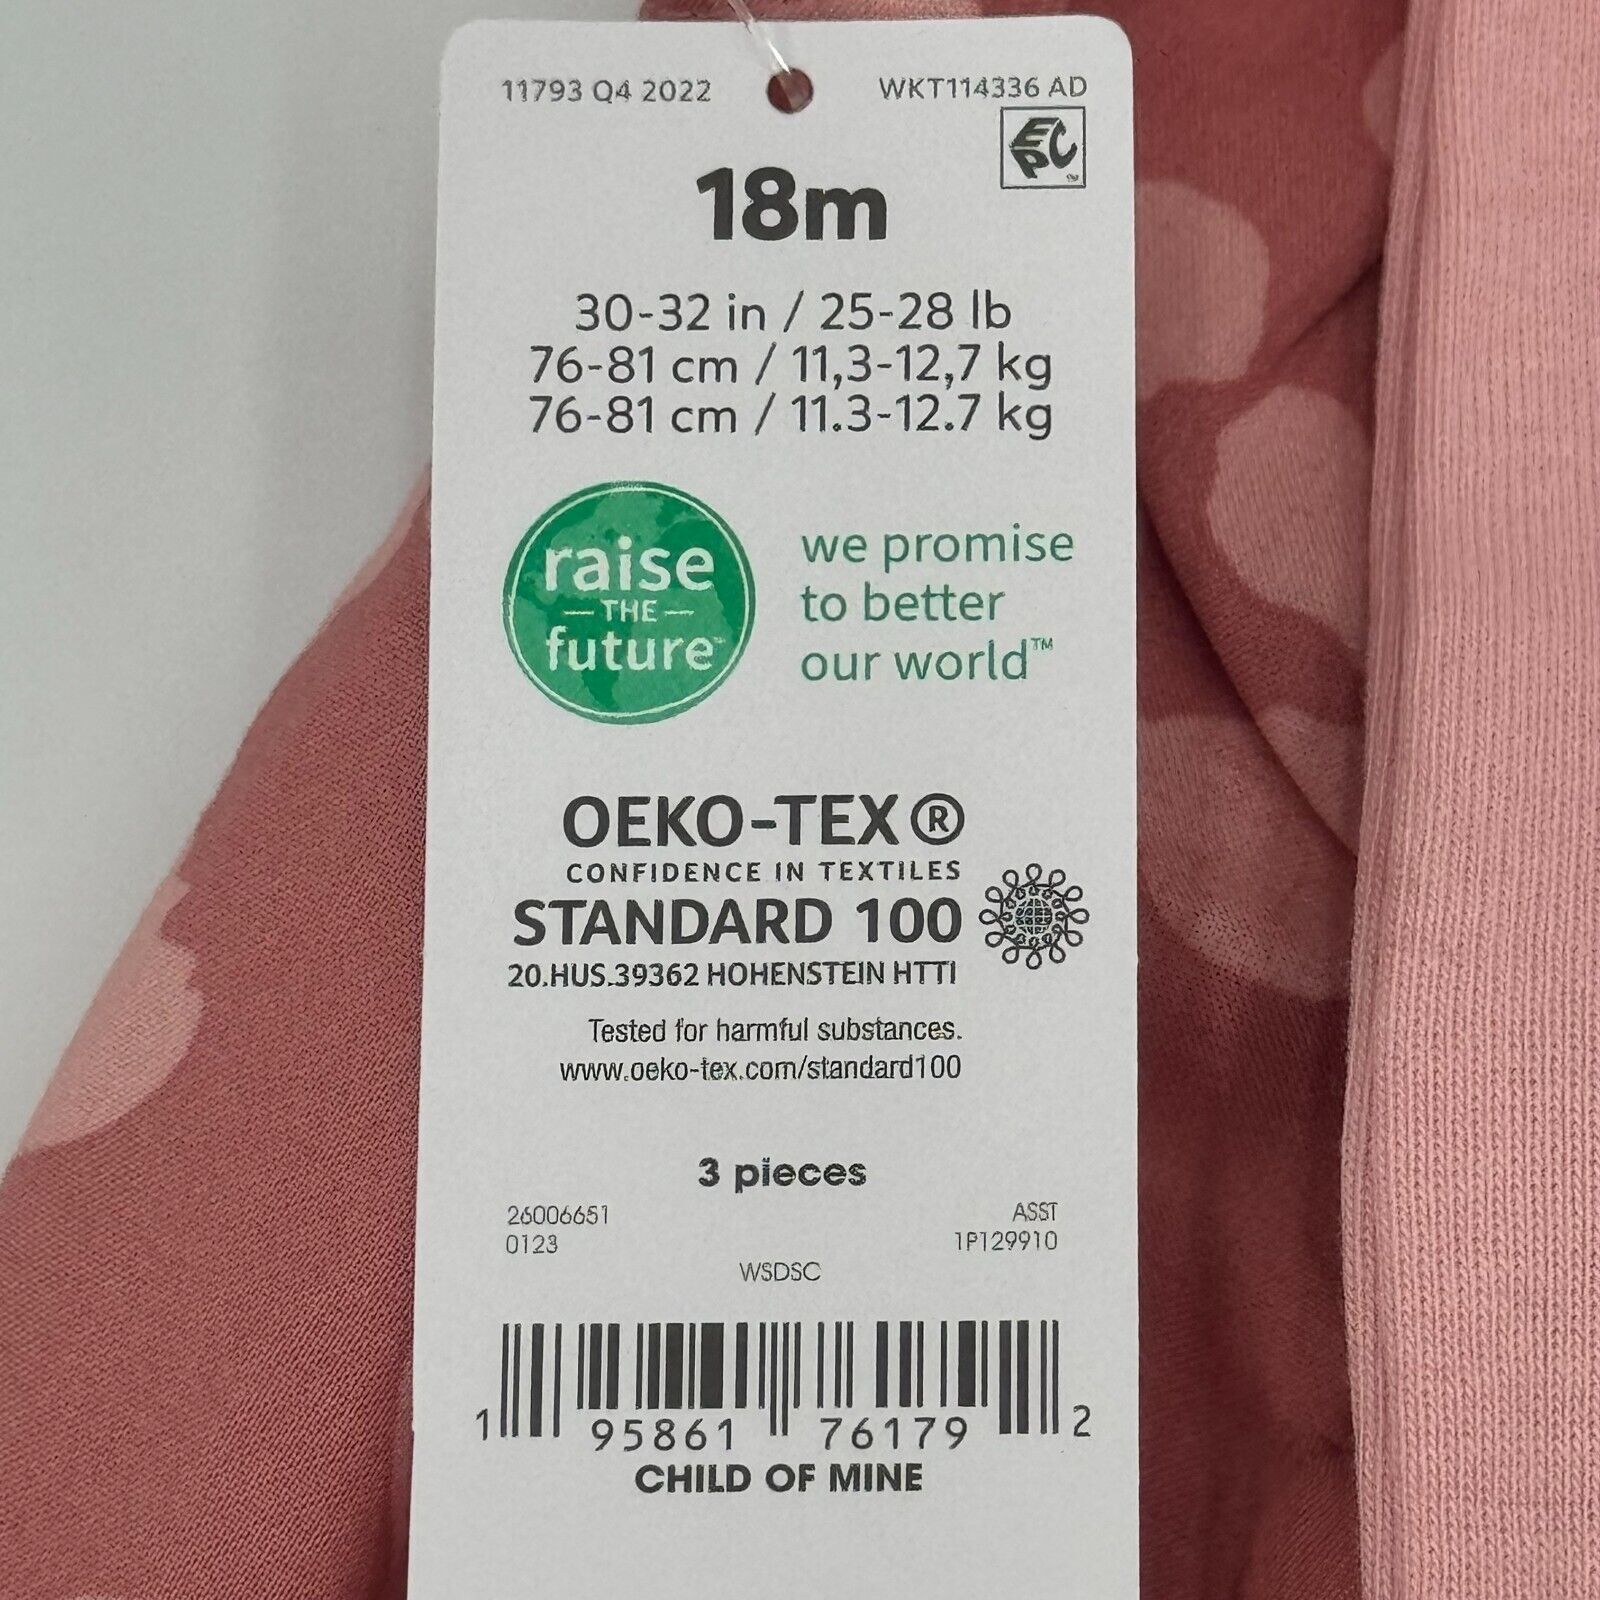 11793 Q4 2022
WKT114336 AD
EPC
18m
30-32 in / 25-28 lb
76-81 cm / 11,3-12,7 kg
76-81 cm / 11.3-12.7 kg
raise
THE
future™
we promise
to better
our world™
OEKO-TEX®
CONFIDENCE IN TEXTILES
STANDARD 100
20.HUS.39362 HOHENSTEIN HTTI
Tested for harmful substances.
www.oeko-tex.com/standard100
3 pieces
26006651
ASST
0123
1P129910
WSDSC
1 95861 76179 2
CHILD OF MINE